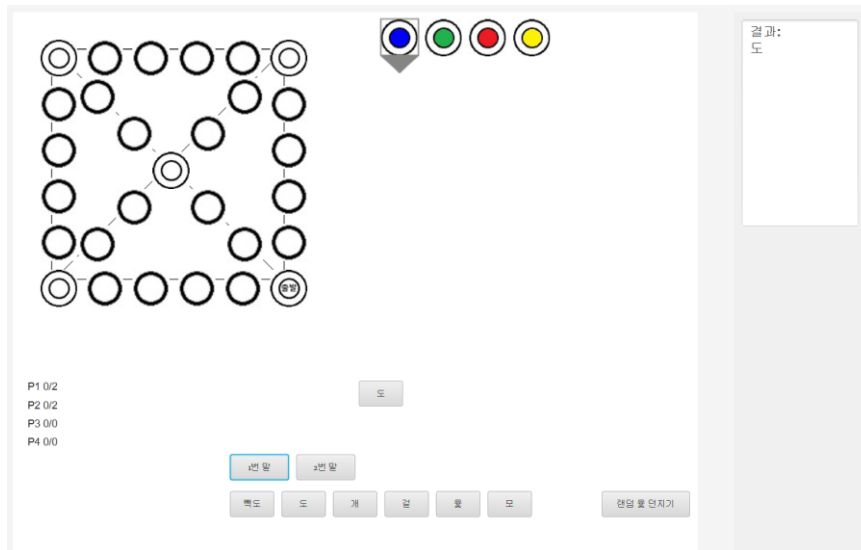 결과:
도
출발
P1 0/2
P2 0/2
P3 0/0
P4 0/0
도
1번 말
2번 말
빽도
도
개
걸
윷
모
랜덤 윷 던지기